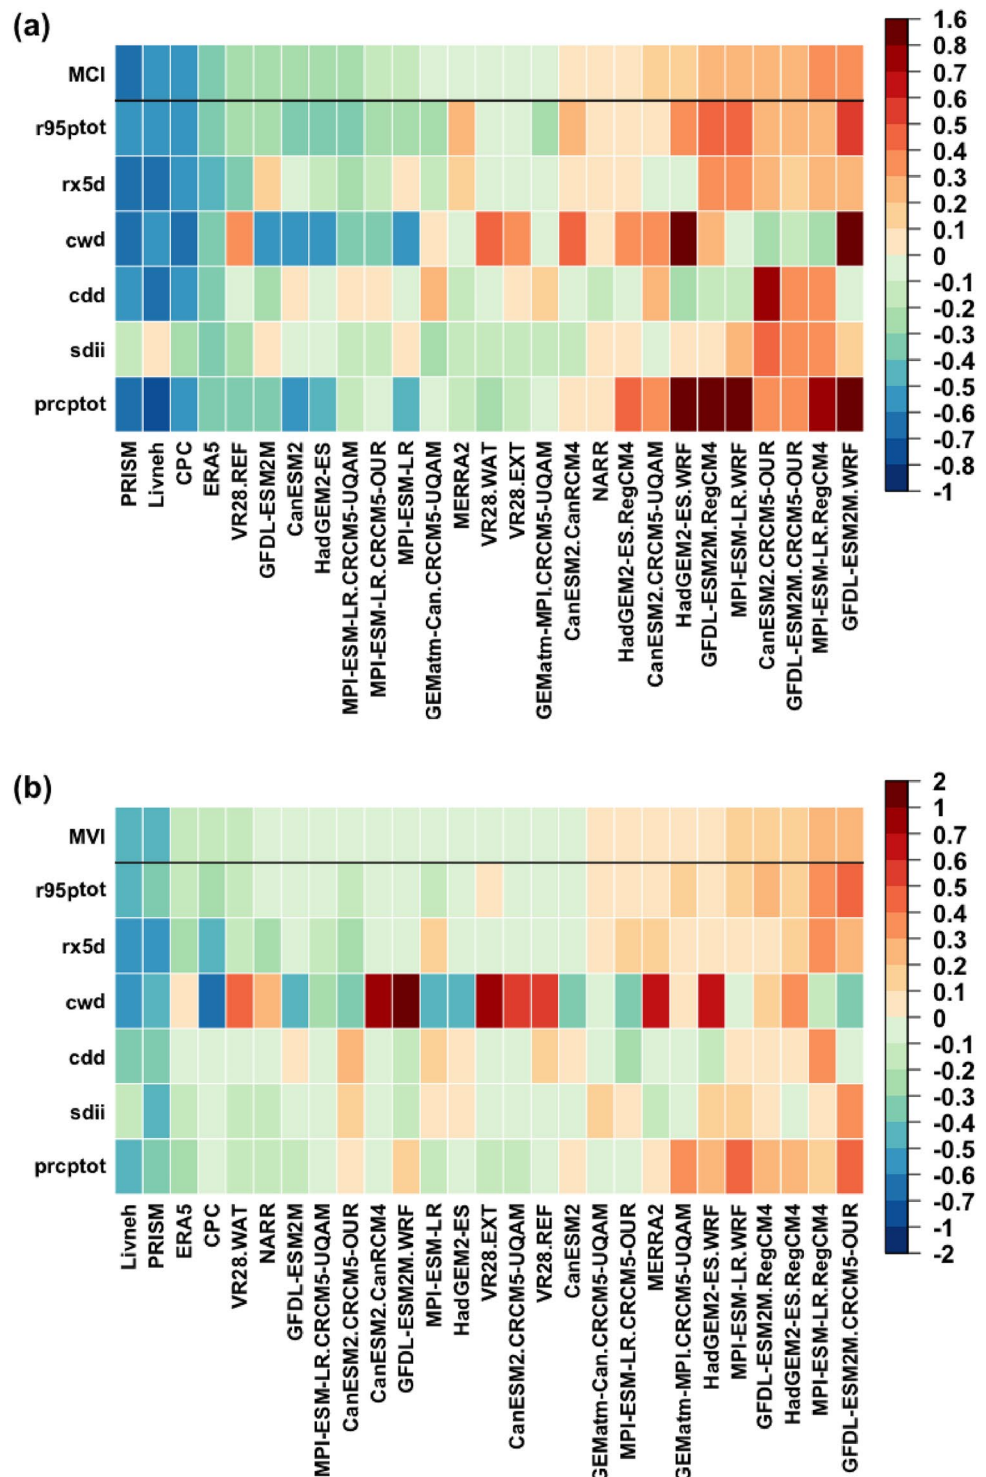 (a)
MCI
r95ptot
rx5d
cwd
cdd
sdii
prcptot
1.6
0.8
0.7
0.6
0.5
0.4
0.3
0.2
0.1
0
-0.1
-0.2
-0.3
-0.4
-0.5
-0.6
-0.7
-0.8
-1
PRISM
Livneh
CPC
ERA5
VR28.REF
GFDL-ESM2M
CanESM2
HadGEM2-ES
MPI-ESM-LR.CRCM5-UQAM
MPI-ESM-LR.CRCM5-OUR
MPI-ESM-LR
GEMatm-Can.CRCM5-UQAM
MERRA2
VR28.WAT
VR28.EXT
GEMatm-MPI.CRCM5-UQAM
CanESM2.CanRCM4
NARR
HadGEM2-ES.RegCM4
CanESM2.CRCM5-UQAM
HadGEM2-ES.WRF
GFDL-ESM2M.RegCM4
MPI-ESM-LR.WRF
CanESM2.CRCM5-OUR
GFDL-ESM2M.CRCM5-OUR
MPI-ESM-LR.RegCM4
GFDL-ESM2M.WRF
(b)
MVI
r95ptot
rx5d
cwd
cdd
sdii
prcptot
2
1
0.7
0.6
0.5
0.4
0.3
0.2
0.1
0
-0.1
-0.2
-0.3
-0.4
-0.5
-0.6
-0.7
-1
-2
Livneh
PRISM
ERA5
CPC
VR28.WAT
NARR
GFDL-ESM2M
MPI-ESM-LR.CRCM5-UQAM
CanESM2.CRCM5-OUR
CanESM2.CanRCM4
GFDL-ESM2M.WRF
MPI-ESM-LR
HadGEM2-ES
VR28.EXT
CanESM2.CRCM5-UQAM
VR28.REF
CanESM2
GEMatm-Can.CRCM5-UQAM
MPI-ESM-LR.CRCM5-OUR
MERRA2
GEMatm-MPI.CRCM5-UQAM
HadGEM2-ES.WRF
MPI-ESM-LR.WRF
GFDL-ESM2M.RegCM4
HadGEM2-ES.RegCM4
MPI-ESM-LR.RegCM4
GFDL-ESM2M.CRCM5-OUR